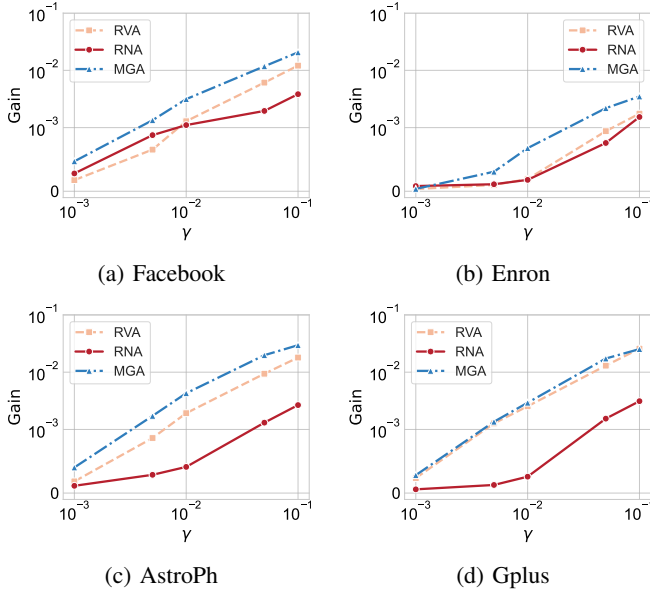 10⁻¹
10⁻²
10⁻³
0
Gain
RVA
RNA
MGA
10⁻³ 10⁻² 10⁻¹
γ
(a) Facebook
10⁻¹
10⁻²
10⁻³
0
Gain
RVA
RNA
MGA
10⁻³ 10⁻² 10⁻¹
γ
(b) Enron
10⁻¹
10⁻²
10⁻³
0
Gain
RVA
RNA
MGA
10⁻³ 10⁻² 10⁻¹
γ
(c) AstroPh
10⁻¹
10⁻²
10⁻³
0
Gain
RVA
RNA
MGA
10⁻³ 10⁻² 10⁻¹
γ
(d) Gplus